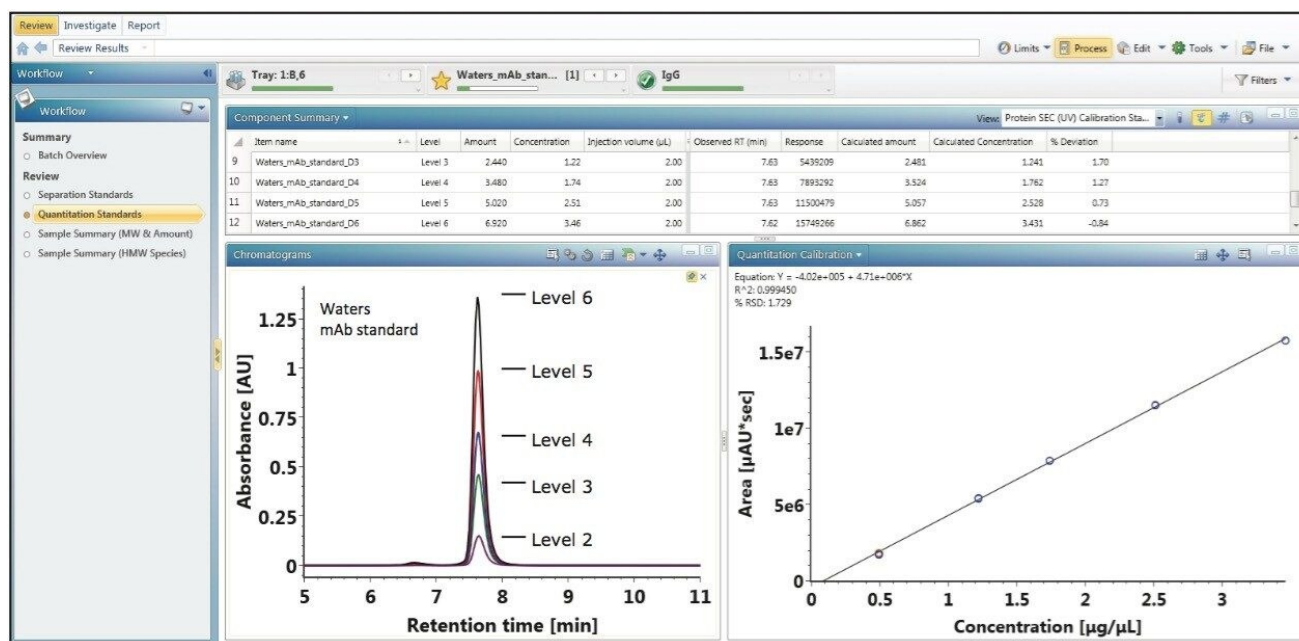 Review Investigate Report
Review Results Limits Process Edit Tools File
Workflow Tray: 1:B,6 Waters_mAb_stan... [1] IgG Filters
Workflow
Summary
Batch Overview
Review
Separation Standards
Quantitation Standards
Sample Summary (MW & Amount)
Sample Summary (HMW Species)
Component Summary View: Protein SEC (UV) Calibration Sta...
Item name Level Amount Concentration Injection volume (µL) Observed RT (min) Response Calculated amount Calculated Concentration % Deviation
9 Waters_mAb_standard_D3 Level 3 2.440 1.22 2.00 7.63 5439209 2.481 1.241 1.70
10 Waters_mAb_standard_D4 Level 4 3.480 1.74 2.00 7.63 7893292 3.524 1.762 1.27
11 Waters_mAb_standard_D5 Level 5 5.020 2.51 2.00 7.63 11500479 5.057 2.528 0.73
12 Waters_mAb_standard_D6 Level 6 6.920 3.46 2.00 7.62 15749266 6.862 3.431 -0.84
Chromatograms
Waters
mAb standard
Level 6
Level 5
Level 4
Level 3
Level 2
Absorbance [AU]
1.25
1
0.75
0.5
0.25
0
5 6 7 8 9 10 11
Retention time [min]
Quantitation Calibration
Equation: Y = -4.02e+005 + 4.71e+006*X
R^2: 0.999450
% RSD: 1.729
Area [µAU*sec]
1.5e7
1e7
5e6
0
0 0.5 1 1.5 2 2.5 3
Concentration [µg/µL]